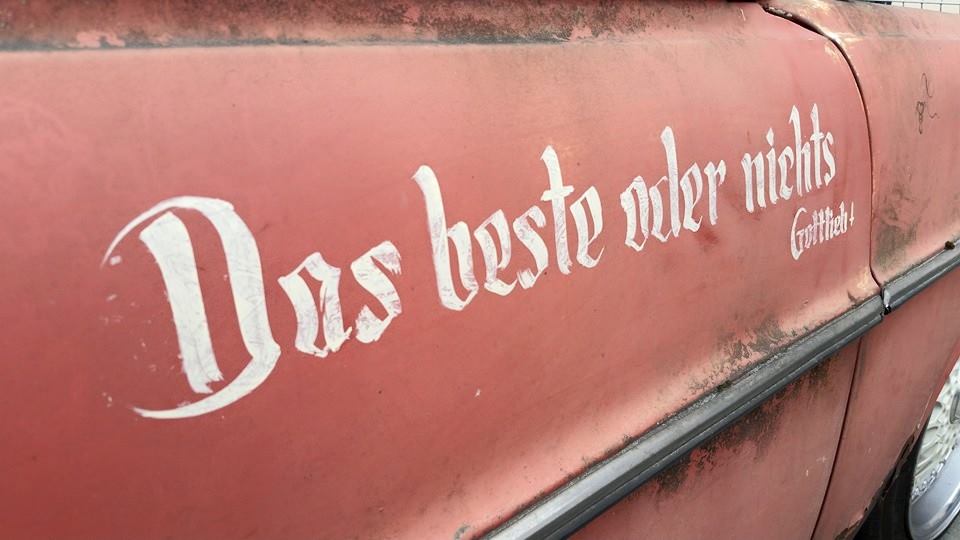 Das beste oder nichts
Gottlieb †